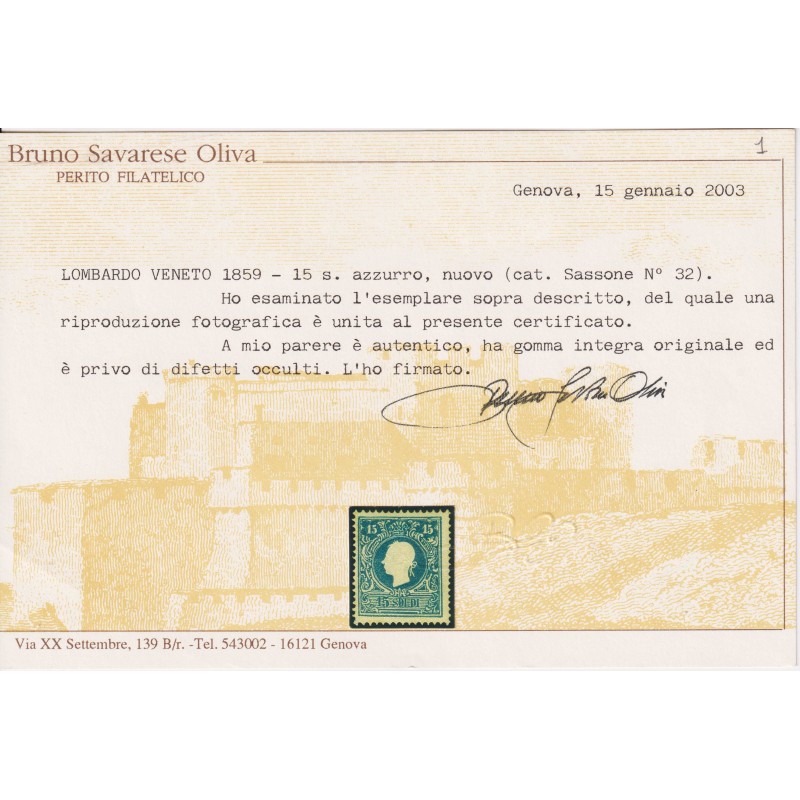 1
Bruno Savarese Oliva
PERITO FILATELICO
Genova, 15 gennaio 2003
LOMBARDO VENETO 1859 - 15 s. azzurro, nuovo (cat. Sassone N° 32).
Ho esaminato l'esemplare sopra descritto, del quale una
riproduzione fotografica è unita al presente certificato.
A mio parere è autentico, ha gomma integra originale ed
è privo di difetti occulti. L'ho firmato.
15 15
15 SOLDI
Via XX Settembre, 139 B/r. -Tel. 543002 - 16121 Genova